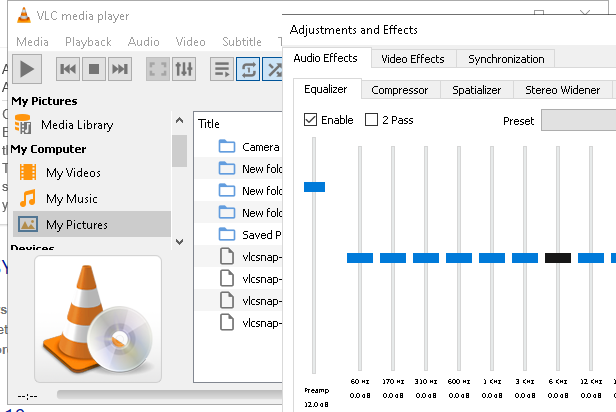 VLC media player
Media Playback Audio Video Subtitle
My Pictures
Media Library
My Computer
My Videos
My Music
My Pictures
Devices
Title
Camera
New fold
New fold
New fold
Saved P
vlcsnap-
vlcsnap-
vlcsnap-
vlcsnap-
--:--
Adjustments and Effects
Audio Effects Video Effects Synchronization
Equalizer Compressor Spatializer Stereo Widener
Enable 2 Pass Preset
60 Hz 170 Hz 310 Hz 600 Hz 1 KHz 3 KHz 6 KHz 12 KHz
0.0 dB 0.0 dB 0.0 dB 0.0 dB 0.0 dB 0.0 dB 0.0 dB 0.0 dB
Preamp
12.0 dB